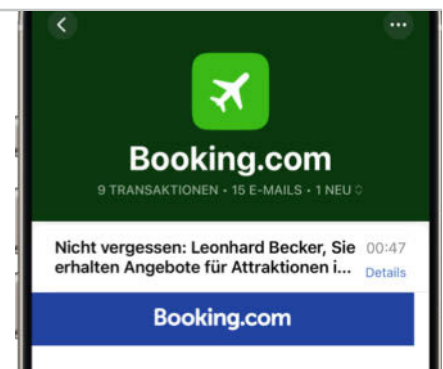 Booking.com
9 TRANSAKTIONEN • 15 E-MAILS • 1 NEU
Nicht vergessen: Leonhard Becker, Sie 00:47
erhalten Angebote für Attraktionen i... Details
Booking.com